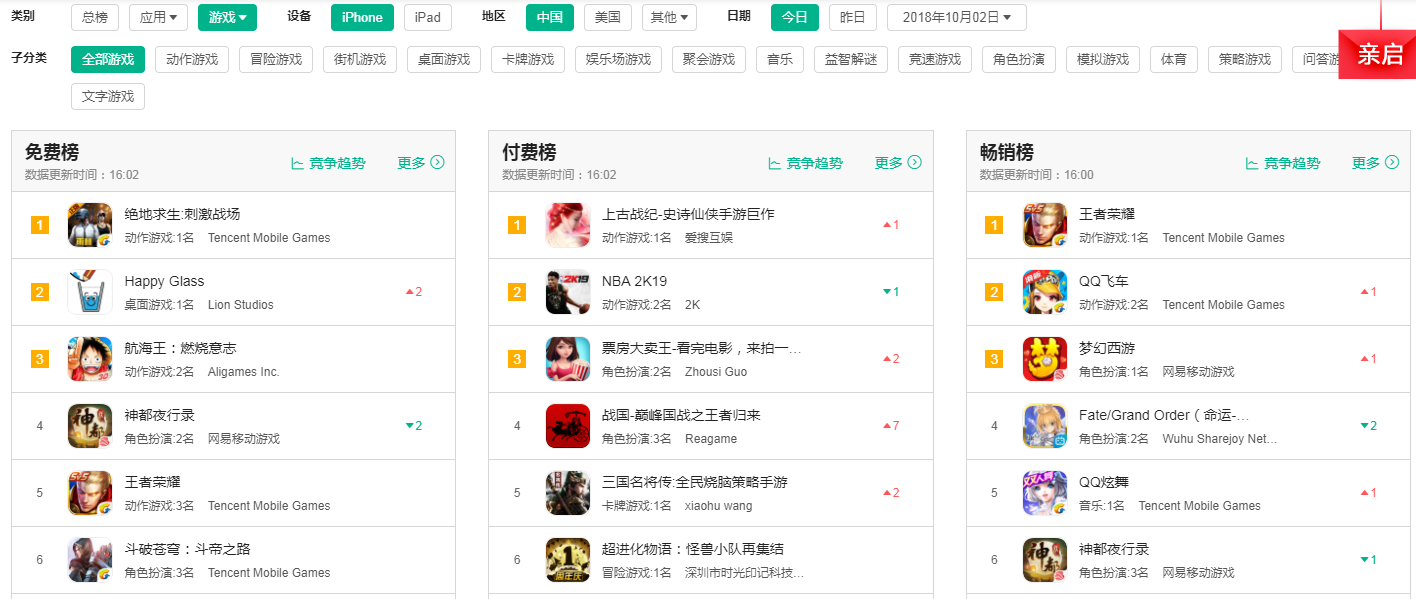 类别 总榜 应用 游戏 设备 iPhone iPad 地区 中国 美国 其他 日期 今日 昨日 2018年10月02日
子分类 全部游戏 动作游戏 冒险游戏 街机游戏 桌面游戏 卡牌游戏 娱乐场游戏 聚会游戏 音乐 益智解谜 竞速游戏 角色扮演 模拟游戏 体育 策略游戏 问答游
亲启
文字游戏
免费榜
数据更新时间：16:02
竞争趋势 更多
1 绝地求生:刺激战场
动作游戏:1名 Tencent Mobile Games
2 Happy Glass
桌面游戏:1名 Lion Studios
2
3 航海王：燃烧意志
动作游戏:2名 Aligames Inc.
4 神都夜行录
角色扮演:2名 网易移动游戏
2
5 王者荣耀
动作游戏:3名 Tencent Mobile Games
6 斗破苍穹：斗帝之路
角色扮演:3名 Tencent Mobile Games
付费榜
数据更新时间：16:02
竞争趋势 更多
1 上古战纪-史诗仙侠手游巨作
动作游戏:1名 爱搜互娱
1
2 NBA 2K19
动作游戏:2名 2K
1
3 票房大卖王-看完电影，来拍一…
角色扮演:2名 Zhousi Guo
2
4 战国-巅峰国战之王者归来
角色扮演:3名 Reagame
7
5 三国名将传:全民烧脑策略手游
卡牌游戏:1名 xiaohu wang
2
6 超进化物语：怪兽小队再集结
冒险游戏:1名 深圳市时光印记科技…
畅销榜
数据更新时间：16:00
竞争趋势 更多
1 王者荣耀
动作游戏:1名 Tencent Mobile Games
2 QQ飞车
动作游戏:2名 Tencent Mobile Games
1
3 梦幻西游
角色扮演:1名 网易移动游戏
1
4 Fate/Grand Order（命运-…
角色扮演:2名 Wuhu Sharejoy Net…
2
5 QQ炫舞
音乐:1名 Tencent Mobile Games
1
6 神都夜行录
角色扮演:3名 网易移动游戏
1